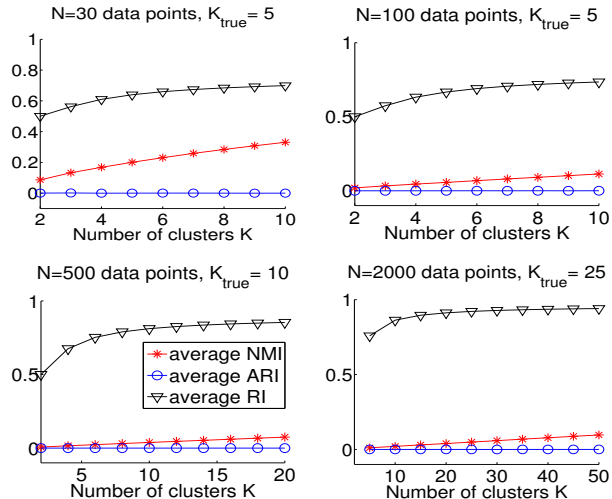 N=30 data points, K_true= 5
1
0.8
0.6
0.4
0.2
0
2 4 6 8 10
Number of clusters K
N=100 data points, K_true= 5
1
0.5
0
2 4 6 8 10
Number of clusters K
N=500 data points, K_true= 10
1
0.5
0
5 10 15 20
Number of clusters K
average NMI
average ARI
average RI
N=2000 data points, K_true= 25
1
0.5
0
10 20 30 40 50
Number of clusters K